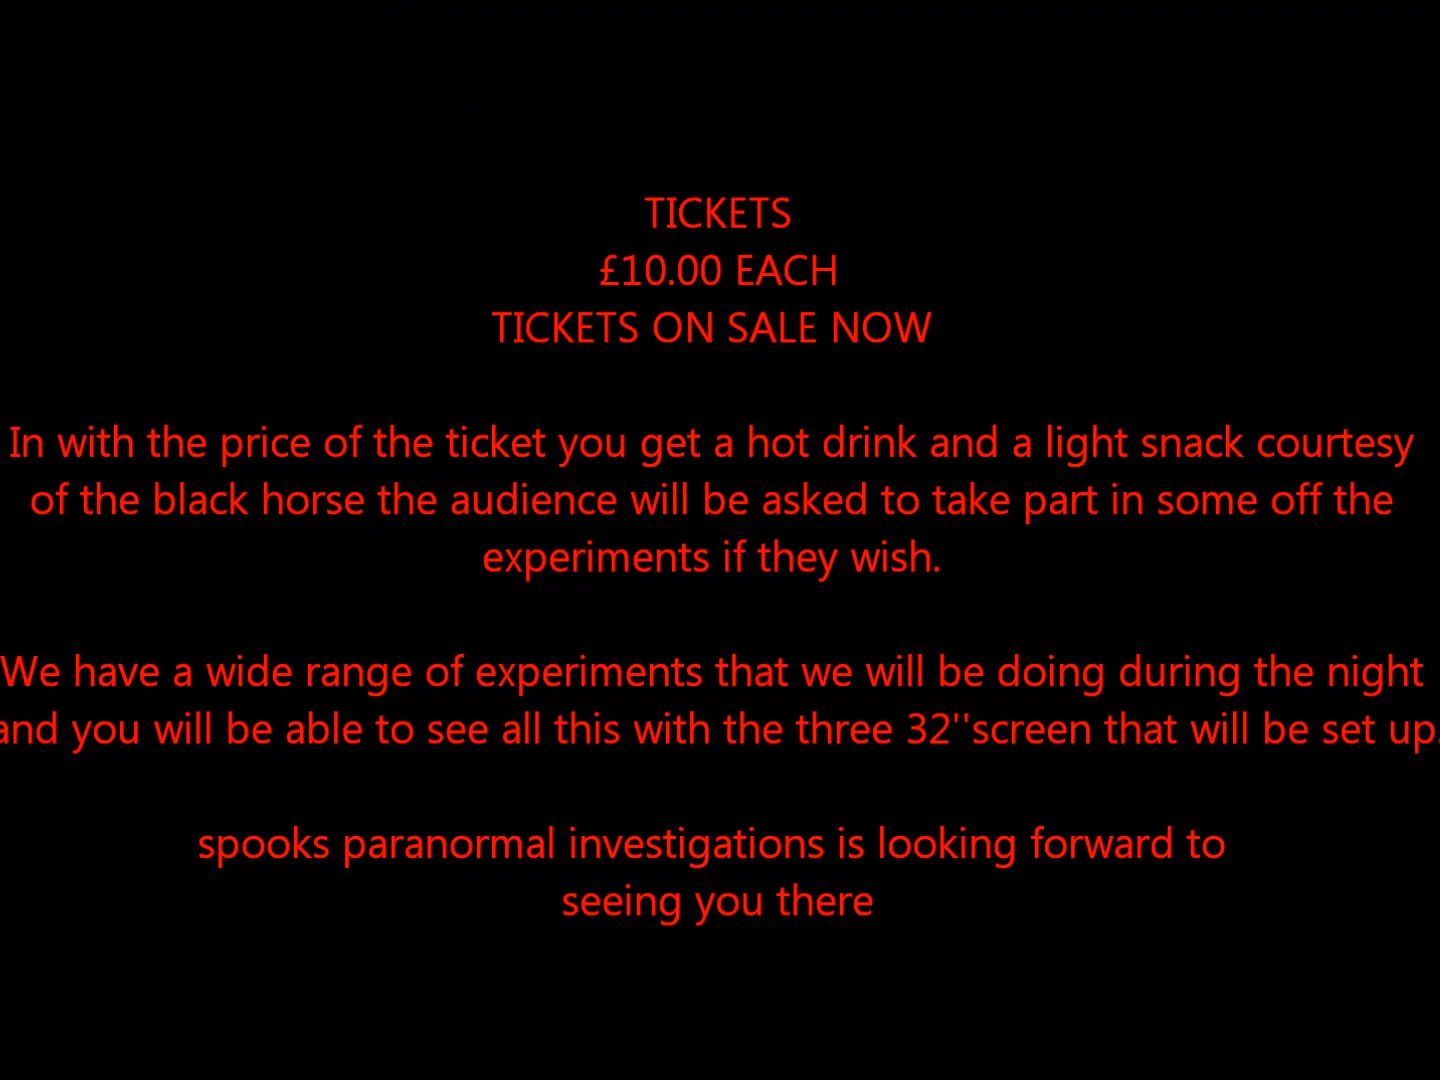 TICKETS
£10.00 EACH
TICKETS ON SALE NOW
In with the price of the ticket you get a hot drink and a light snack courtesy
of the black horse the audience will be asked to take part in some off the
experiments if they wish.
We have a wide range of experiments that we will be doing during the night
and you will be able to see all this with the three 32''screen that will be set up.
spooks paranormal investigations is looking forward to
seeing you there